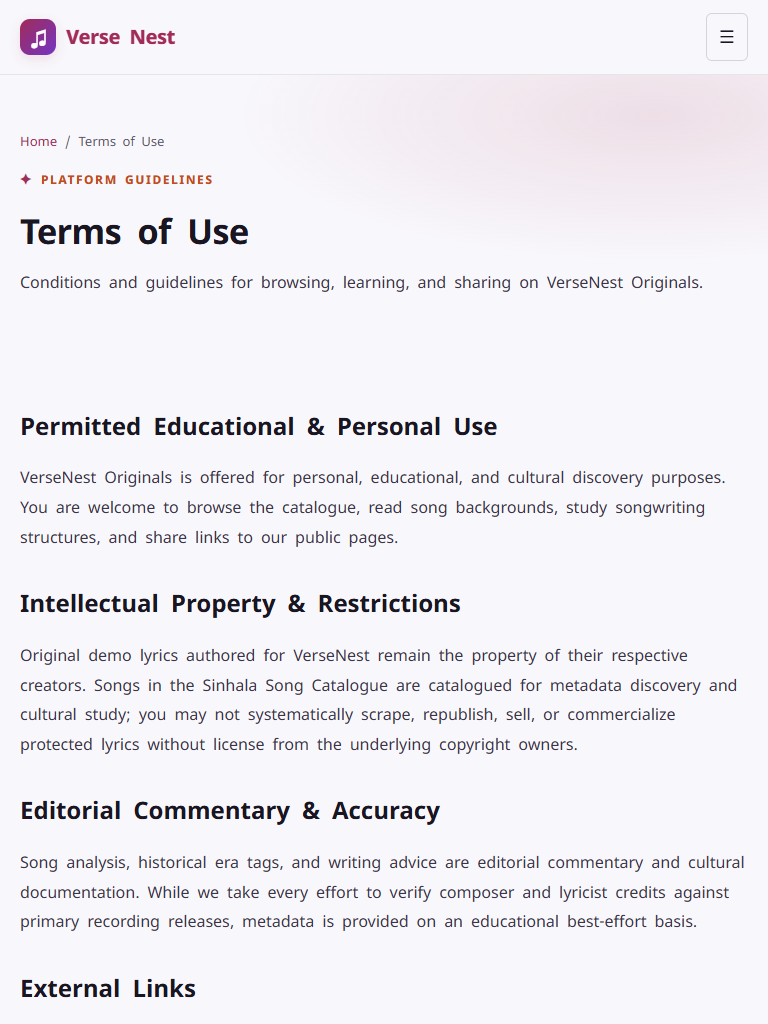 Verse Nest
Home / Terms of Use
✦ PLATFORM GUIDELINES
Terms of Use
Conditions and guidelines for browsing, learning, and sharing on VerseNest Originals.
Permitted Educational & Personal Use
VerseNest Originals is offered for personal, educational, and cultural discovery purposes.
You are welcome to browse the catalogue, read song backgrounds, study songwriting
structures, and share links to our public pages.
Intellectual Property & Restrictions
Original demo lyrics authored for VerseNest remain the property of their respective
creators. Songs in the Sinhala Song Catalogue are catalogued for metadata discovery and
cultural study; you may not systematically scrape, republish, sell, or commercialize
protected lyrics without license from the underlying copyright owners.
Editorial Commentary & Accuracy
Song analysis, historical era tags, and writing advice are editorial commentary and cultural
documentation. While we take every effort to verify composer and lyricist credits against
primary recording releases, metadata is provided on an educational best-effort basis.
External Links